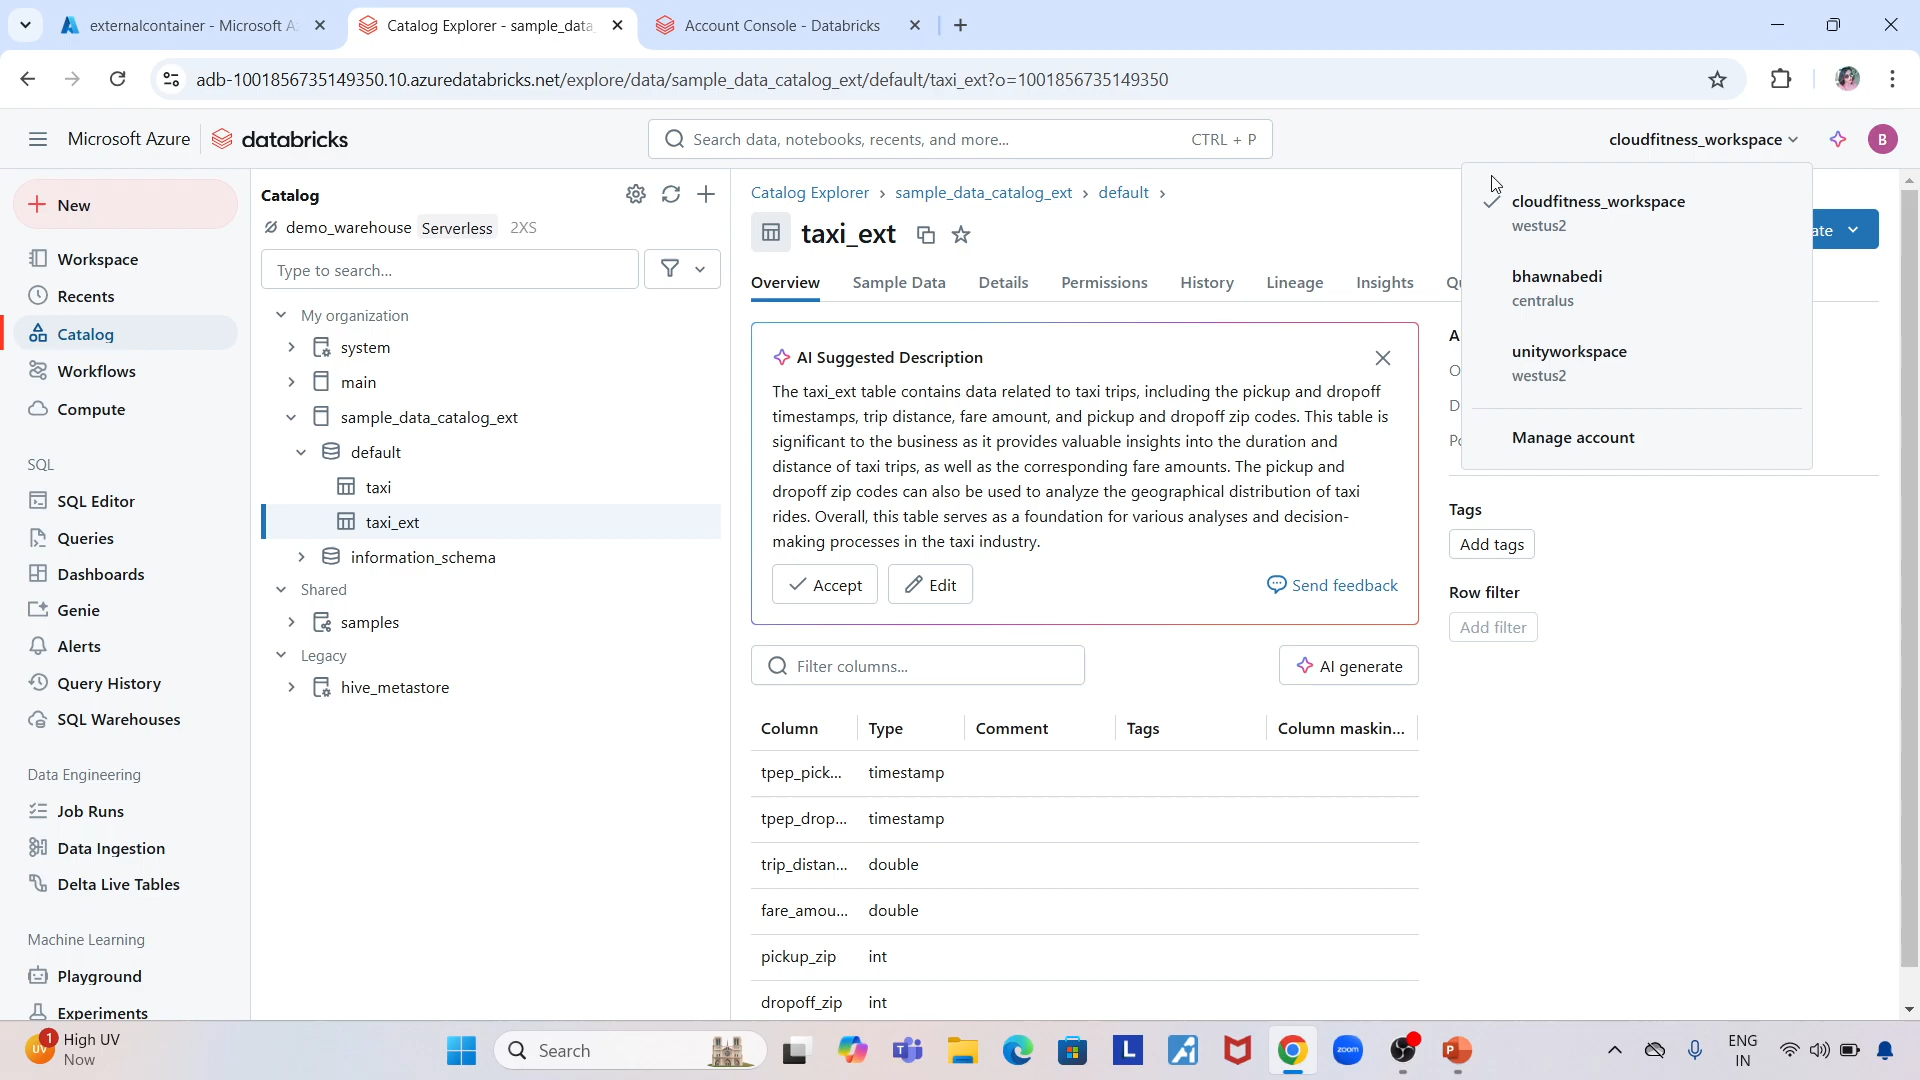 externalcontainer - Microsoft A
Catalog Explorer - sample_data
Account Console - Databricks
adb-1001856735149350.10.azuredatabricks.net/explore/data/sample_data_catalog_ext/default/taxi_ext?o=1001856735149350
Microsoft Azure
databricks
Search data, notebooks, recents, and more...
CTRL + P
cloudfitness_workspace
B
New
Workspace
Recents
Catalog
Workflows
Compute
SQL
SQL Editor
Queries
Dashboards
Genie
Alerts
Query History
SQL Warehouses
Data Engineering
Job Runs
Data Ingestion
Delta Live Tables
Machine Learning
Playground
Experiments
Catalog
demo_warehouse Serverless 2XS
Type to search...
My organization
system
main
sample_data_catalog_ext
default
taxi
taxi_ext
information_schema
Shared
samples
Legacy
hive_metastore
Catalog Explorer > sample_data_catalog_ext > default >
taxi_ext
Overview Sample Data Details Permissions History Lineage Insights Q
AI Suggested Description
The taxi_ext table contains data related to taxi trips, including the pickup and dropoff
timestamps, trip distance, fare amount, and pickup and dropoff zip codes. This table is
significant to the business as it provides valuable insights into the duration and
distance of taxi trips, as well as the corresponding fare amounts. The pickup and
dropoff zip codes can also be used to analyze the geographical distribution of taxi
rides. Overall, this table serves as a foundation for various analyses and decision-
making processes in the taxi industry.
Accept
Edit
Send feedback
Filter columns...
AI generate
Column Type Comment Tags Column maskin...
tpep_pick... timestamp
tpep_drop... timestamp
trip_distan... double
fare_amou... double
pickup_zip int
dropoff_zip int
cloudfitness_workspace
westus2
bhawnabedi
centralus
unityworkspace
westus2
Manage account
ate
A
O
D
Po
Tags
Add tags
Row filter
Add filter
UV
1
High UV
Now
Search
L
zoom
ENG
IN